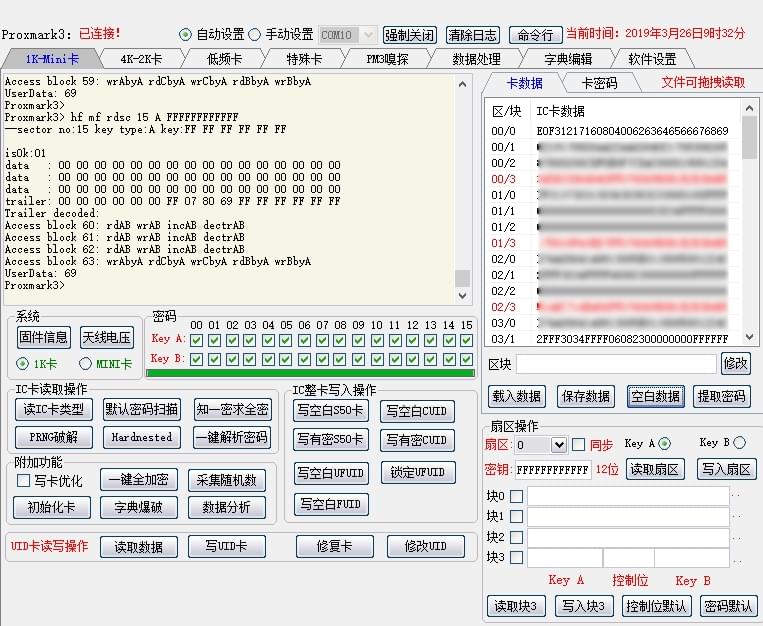 Proxmark3: 已连接! 自动设置 手动设置 COM10 强制关闭 清除日志 命令行 当前时间：2019年3月26日9时32分
1K-Mini卡 4K-2K卡 低频卡 特殊卡 PM3嗅探 数据处理 字典编辑 软件设置
Access block 59: wrAbyA rdCbyA wrCbyA rdBbyA wrBbyA
UserData: 69
Proxmark3>
Proxmark3> hf mf rdsc 15 A FFFFFFFFFFFF
--sector no:15 key type:A key:FF FF FF FF FF FF
isOk:01
data : 00 00 00 00 00 00 00 00 00 00 00 00 00 00 00 00
data : 00 00 00 00 00 00 00 00 00 00 00 00 00 00 00 00
data : 00 00 00 00 00 00 00 00 00 00 00 00 00 00 00 00
trailer: 00 00 00 00 00 00 FF 07 80 69 FF FF FF FF FF FF
Trailer decoded:
Access block 60: rdAB wrAB incAB dectrAB
Access block 61: rdAB wrAB incAB dectrAB
Access block 62: rdAB wrAB incAB dectrAB
Access block 63: wrAbyA rdCbyA wrCbyA rdBbyA wrBbyA
UserData: 69
Proxmark3>
系统
固件信息 天线电压
1K卡 MINI卡
密码
00 01 02 03 04 05 06 07 08 09 10 11 12 13 14 15
Key A:
Key B:
IC卡读取操作
读IC卡类型 默认密码扫描 知一密求全密
PRNG破解 Hardnested 一键解析密码
附加功能
写卡优化 一键全加密 采集随机数
初始化卡 字典爆破 数据分析
IC整卡写入操作
写空白S50卡 写空白CUID
写有密S50卡 写有密CUID
写空白UFUID 锁定UFUID
写空白FUID
UID卡读写操作 读取数据 写UID卡 修复卡 修改UID
卡数据 卡密码 文件可拖拽读取
区/块 IC卡数据
00/0 E0F31217160804006263646566676869
00/1
00/2
00/3
01/0
01/1
01/2
01/3
02/0
02/1
02/2
02/3
03/0
03/1 2FFF3034FFFF06082300000000FFFFFF
区块 修改
载入数据 保存数据 空白数据 提取密码
扇区操作
扇区: 0 同步 Key A Key B
密钥: FFFFFFFFFFFF 12位 读取扇区 写入扇区
块0 ..
块1 ..
块2 ..
块3 ..
Key A 控制位 Key B
读取块3 写入块3 控制位默认 密码默认